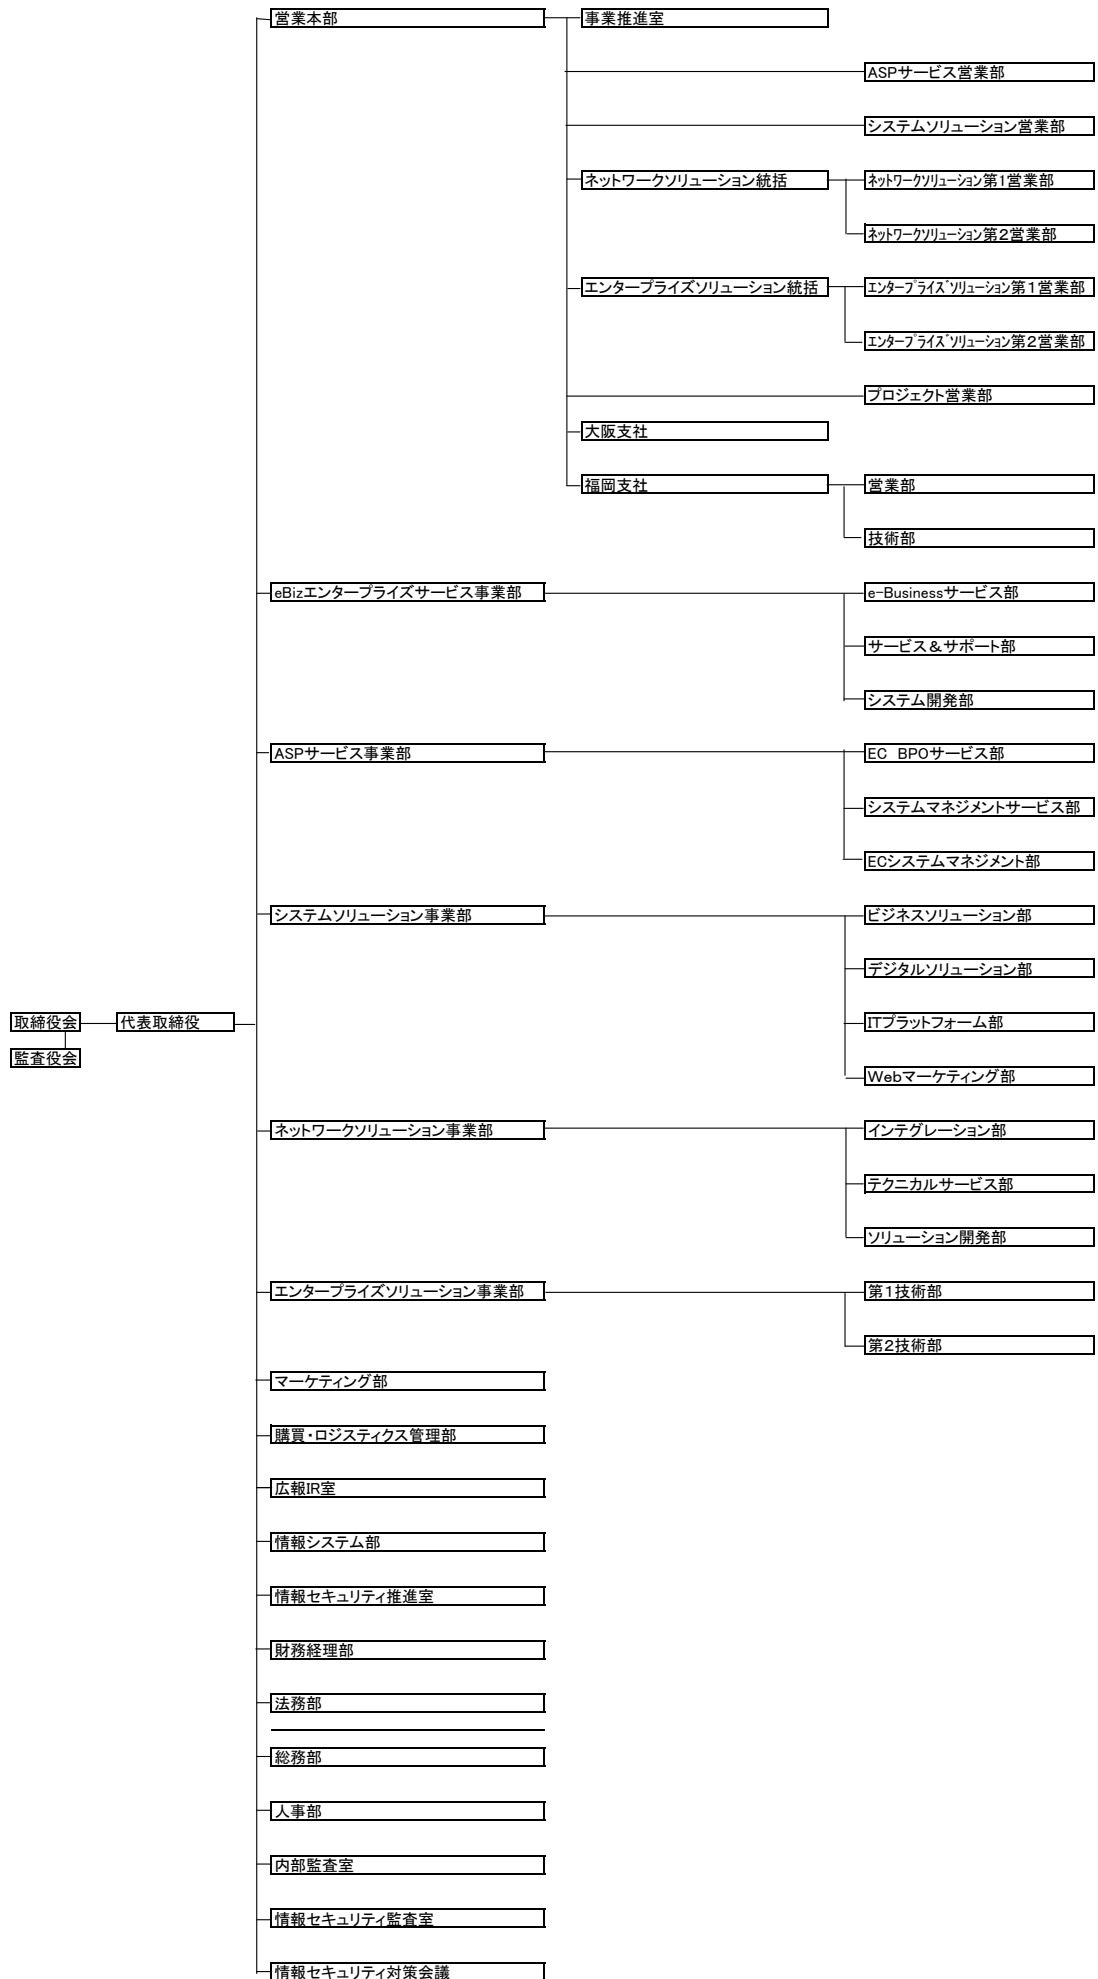 営業本部
事業推進室
ASPサービス営業部
システムソリューション営業部
ネットワークソリューション統括
ﾈｯﾄﾜｰｸｿﾘｭｰｼｮﾝ第1営業部
ﾈｯﾄﾜｰｸｿﾘｭｰｼｮﾝ第2営業部
エンタープライズソリューション統括
ｴﾝﾀｰﾌﾟﾗｲｽﾞｿﾘｭｰｼｮﾝ第1営業部
ｴﾝﾀｰﾌﾟﾗｲｽﾞｿﾘｭｰｼｮﾝ第2営業部
プロジェクト営業部
大阪支社
福岡支社
営業部
技術部
eBizエンタープライズサービス事業部
e-Businessサービス部
サービス＆サポート部
システム開発部
ASPサービス事業部
EC　BPOサービス部
システムマネジメントサービス部
ECシステムマネジメント部
システムソリューション事業部
ビジネスソリューション部
デジタルソリューション部
取締役会
代表取締役
ITプラットフォーム部
監査役会
Webマーケティング部
ネットワークソリューション事業部
インテグレーション部
テクニカルサービス部
ソリューション開発部
エンタープライズソリューション事業部
第1技術部
第2技術部
マーケティング部
購買・ロジスティクス管理部
広報IR室
情報システム部
情報セキュリティ推進室
財務経理部
法務部
総務部
人事部
内部監査室
情報セキュリティ監査室
情報セキュリティ対策会議